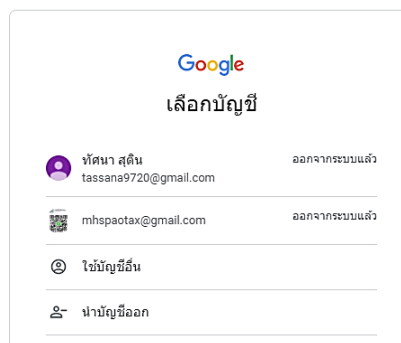 Google
เลือกบัญชี
ทัศนา สุดิน
ออกจากระบบแล้ว
tassana9720@gmail.com
mhspaotax@gmail.com
ออกจากระบบแล้ว
ใช้บัญชีอื่น
นำบัญชีออก